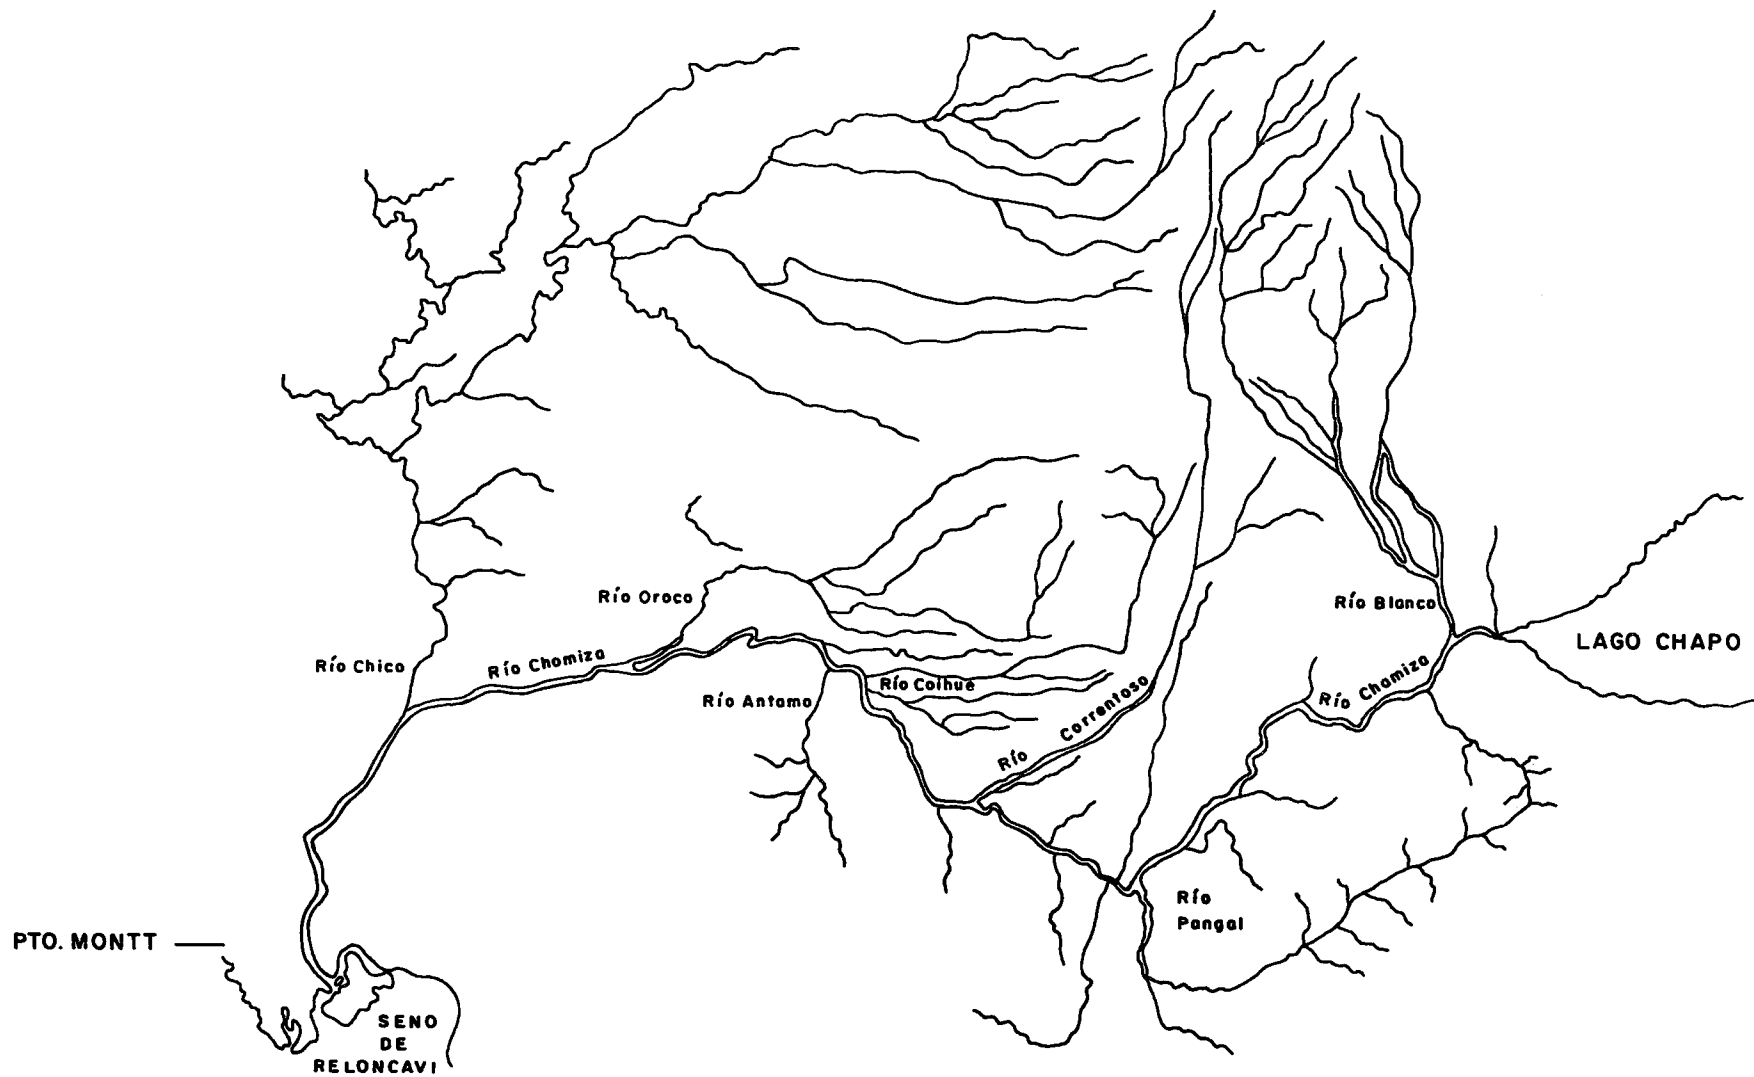 Río Oroco
Río Blanco
LAGO CHAPO
Río Chico
Río Chamiza
Río Coihue
Río Chamiza
Río Antamo
Río Correntoso
Río
Pangal
PTO. MONTT
SENO
DE
RELONCAVI